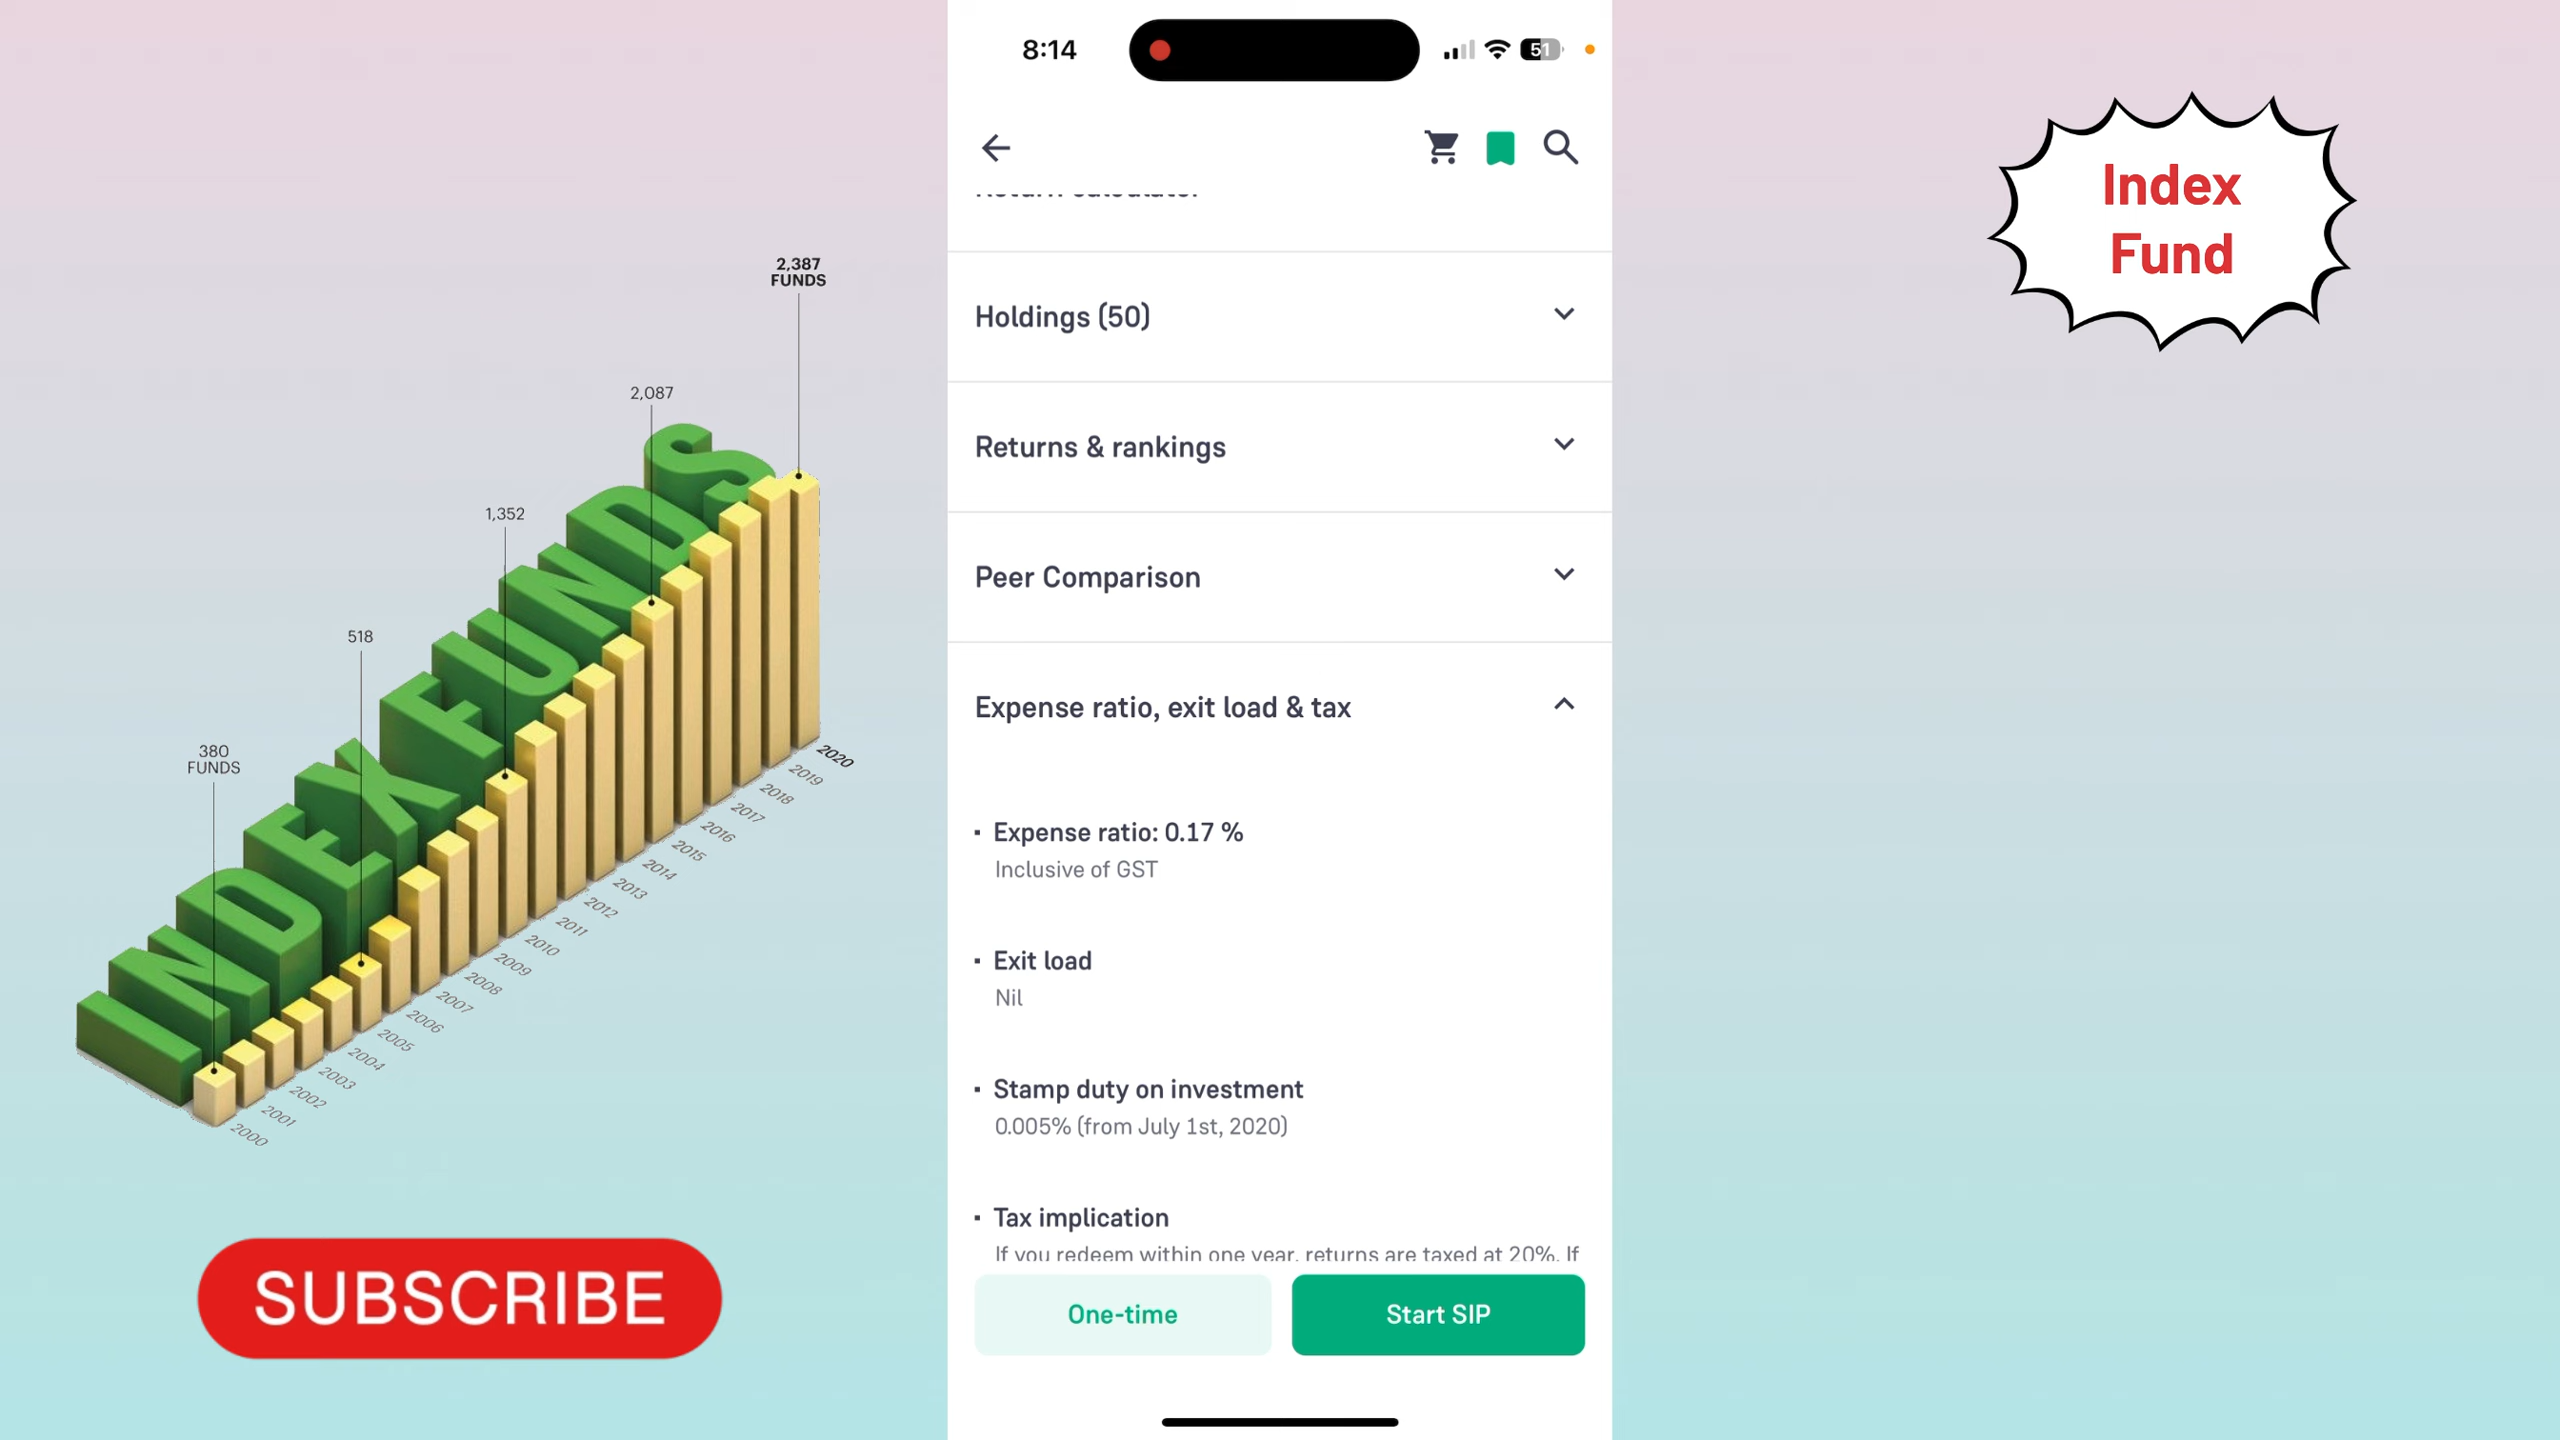 2,387
FUNDS
2,087
1,352
518
380
FUNDS
INDEX FUNDS
2020
2019
2018
2017
2016
2015
2014
2013
2012
2011
2010
2009
2008
2007
2006
2005
2004
2003
2002
2001
2000
SUBSCRIBE
8:14
51
Return calculator
Holdings (50)
Returns & rankings
Peer Comparison
Expense ratio, exit load & tax
▪ Expense ratio: 0.17 %
Inclusive of GST
▪ Exit load
Nil
▪ Stamp duty on investment
0.005% (from July 1st, 2020)
▪ Tax implication
If you redeem within one year, returns are taxed at 20%. If
One-time
Start SIP
Index
Fund